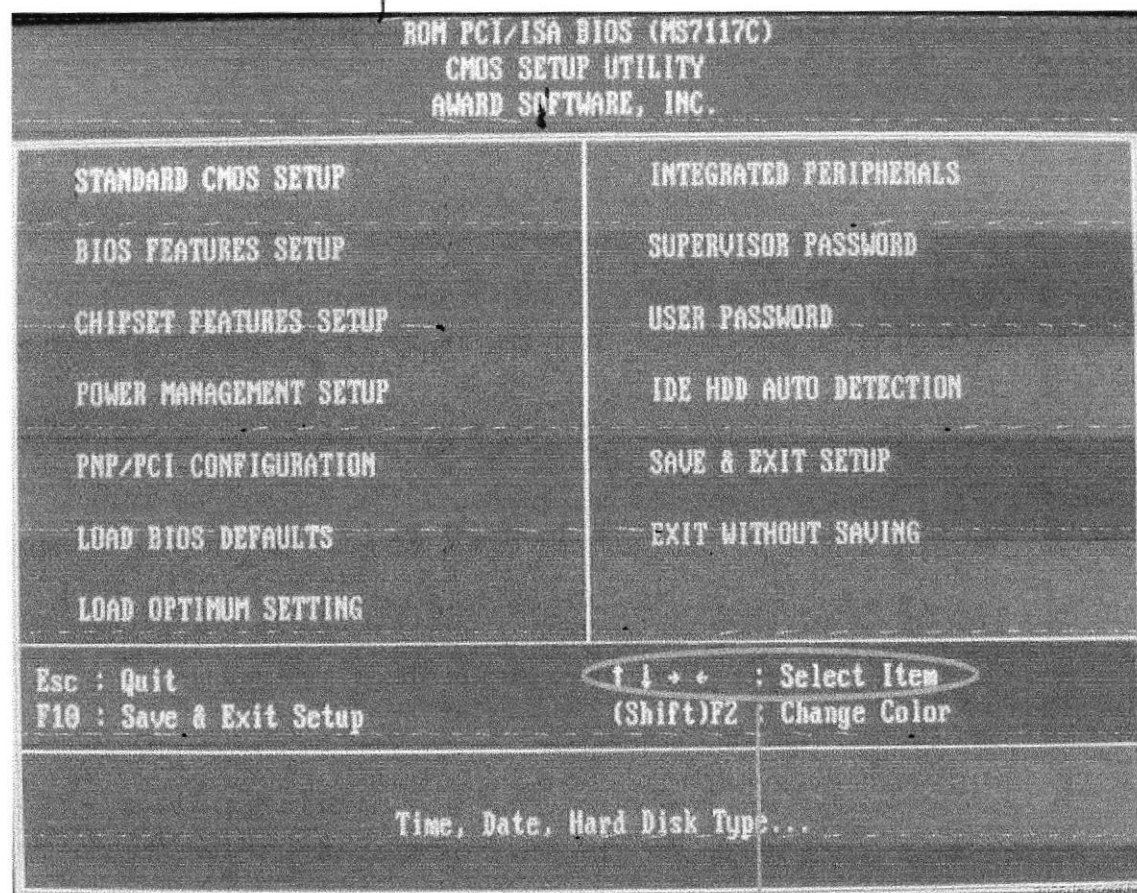 ROM PCI/ISA BIOS (MS7117C)
CMOS SETUP UTILITY
AWARD SOFTWARE, INC.
STANDARD CMOS SETUP
BIOS FEATURES SETUP
CHIPSET FEATURES SETUP
POWER MANAGEMENT SETUP
PNP/PCI CONFIGURATION
LOAD BIOS DEFAULTS
LOAD OPTIMUM SETTING
INTEGRATED PERIPHERALS
SUPERVISOR PASSWORD
USER PASSWORD
IDE HDD AUTO DETECTION
SAVE & EXIT SETUP
EXIT WITHOUT SAVING
Esc : Quit
F10 : Save & Exit Setup
↑ ↓ → ← : Select Item
(Shift)F2 : Change Color
Time, Date, Hard Disk Type...